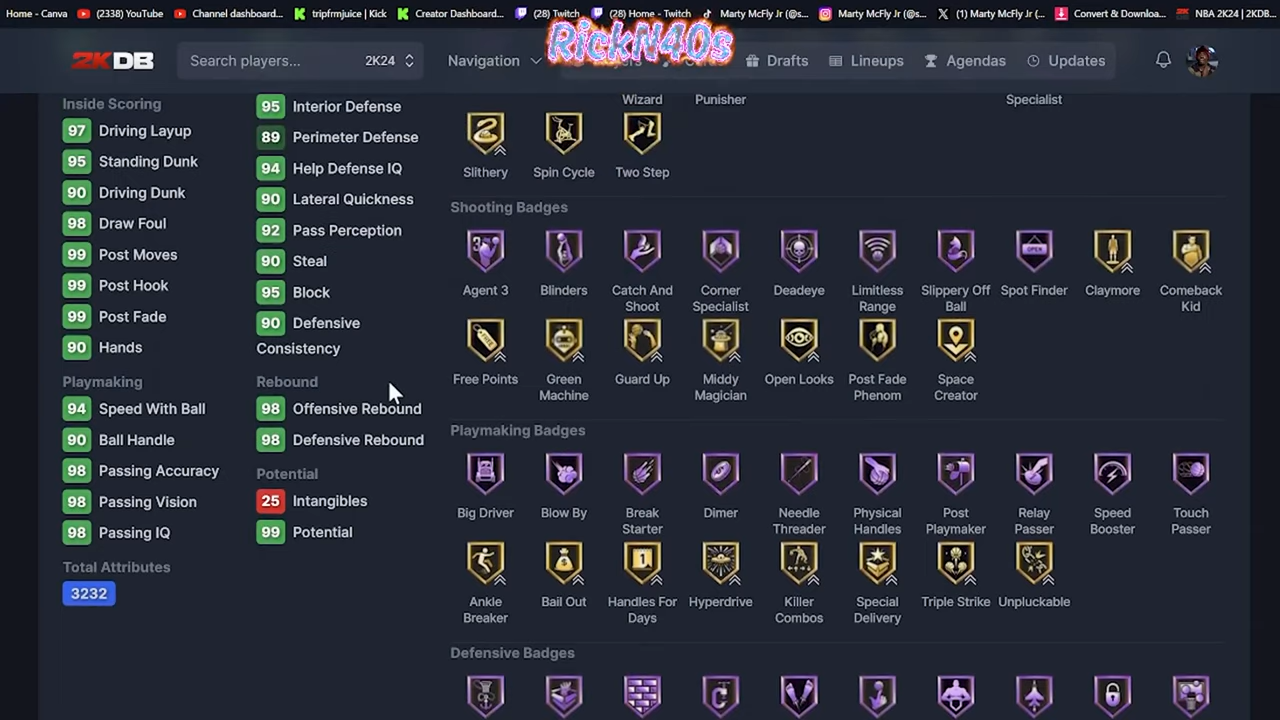 Home - Canva
(2338) YouTube
Channel dashboard...
tripfrmjuice | Kick
Creator Dashboard...
(28) Twitch
(28) Home - Twitch
Marty McFly Jr (@s...
Marty McFly Jr (@s...
(1) Marty McFly Jr (...
Convert & Downloa...
NBA 2K24 | 2KDB...
RickN40s
2KDB
Search players...
2K24
Navigation
Drafts
Lineups
Agendas
Updates
Inside Scoring
97 Driving Layup
95 Standing Dunk
90 Driving Dunk
98 Draw Foul
99 Post Moves
99 Post Hook
99 Post Fade
90 Hands
Playmaking
94 Speed With Ball
90 Ball Handle
98 Passing Accuracy
98 Passing Vision
98 Passing IQ
Total Attributes
3232
95 Interior Defense
89 Perimeter Defense
94 Help Defense IQ
90 Lateral Quickness
92 Pass Perception
90 Steal
95 Block
90 Defensive
Consistency
Rebound
98 Offensive Rebound
98 Defensive Rebound
Potential
25 Intangibles
99 Potential
Wizard
Punisher
Specialist
Slithery
Spin Cycle
Two Step
Shooting Badges
3
OPEN
Agent 3
Blinders
Catch And
Shoot
Corner
Specialist
Deadeye
Limitless
Range
Slippery Off
Ball
Spot Finder
Claymore
Comeback
Kid
FREE
Free Points
Green
Machine
Guard Up
Middy
Magician
Open Looks
Post Fade
Phenom
Space
Creator
Playmaking Badges
Big Driver
Blow By
Break
Starter
Dimer
Needle
Threader
Physical
Handles
Post
Playmaker
Relay
Passer
Speed
Booster
Touch
Passer
1
Ankle
Breaker
Bail Out
Handles For
Days
Hyperdrive
Killer
Combos
Special
Delivery
Triple Strike
Unpluckable
Defensive Badges